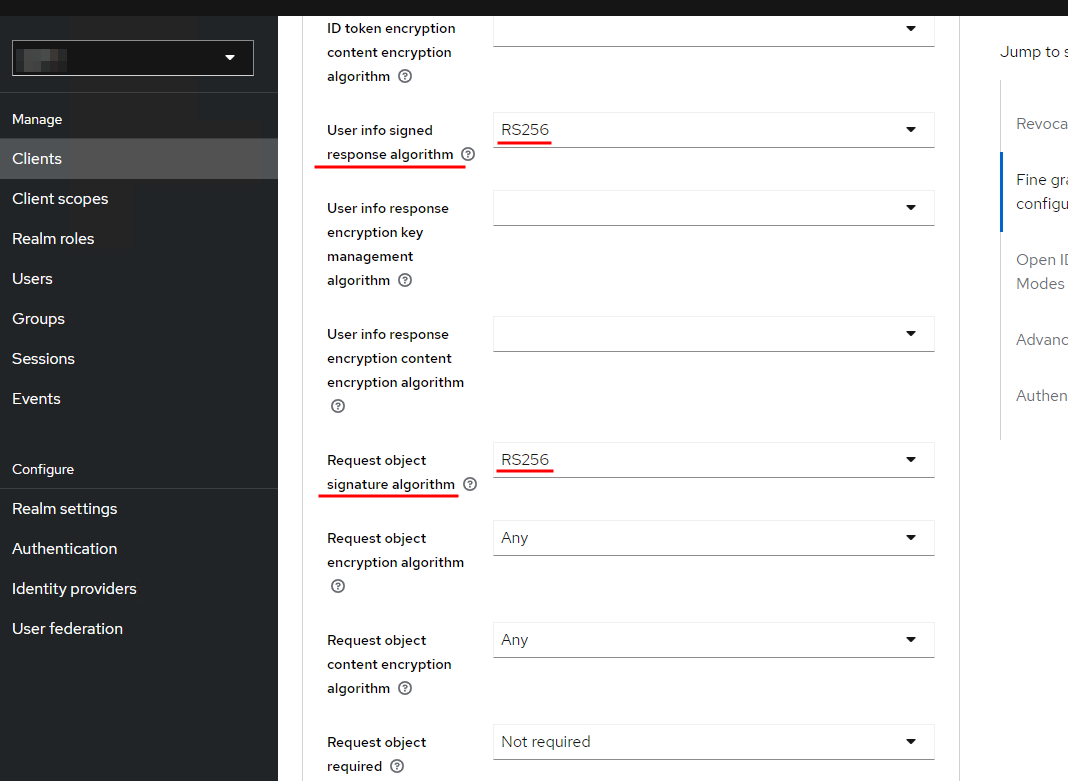 Manage
Clients
Client scopes
Realm roles
Users
Groups
Sessions
Events
Configure
Realm settings
Authentication
Identity providers
User federation
ID token encryption
content encryption
algorithm
User info signed
response algorithm
RS256
User info response
encryption key
management
algorithm
User info response
encryption content
encryption algorithm
Request object
signature algorithm
RS256
Request object
encryption algorithm
Any
Request object
content encryption
algorithm
Any
Request object
required
Not required
Jump to s
Revoca
Fine gra
configu
Open ID
Modes
Advanc
Authen